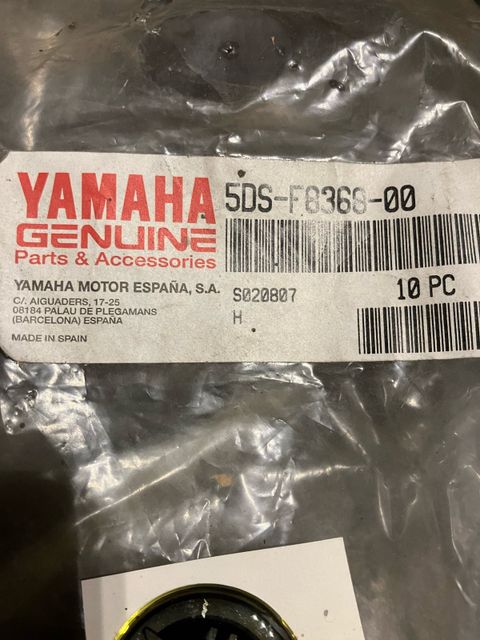 YAMAHA
GENUINE
Parts & Accessories
YAMAHA MOTOR ESPAÑA, S.A.
C/. AIGUADERS, 17-25
08184 PALAU DE PLEGAMANS
(BARCELONA) ESPAÑA
MADE IN SPAIN
5DS-F8368-00
S020807
10 PC
H